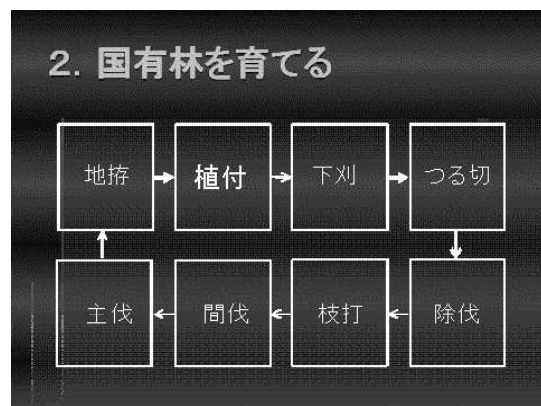 2. 国有林を育てる
地拵
植付
下刈
つる切
除伐
枝打
間伐
主伐